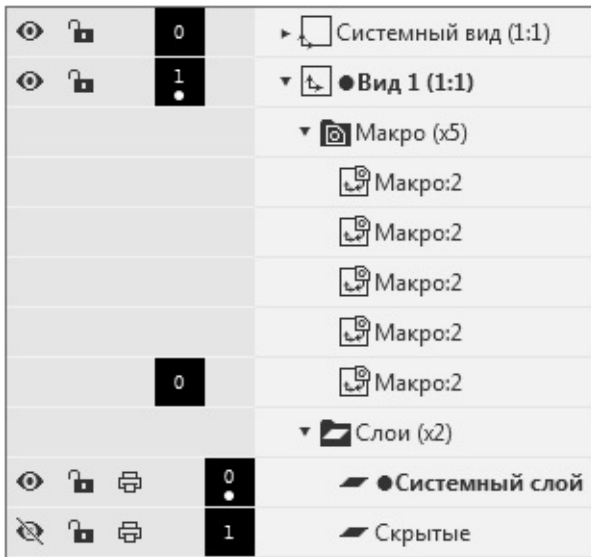 0 Системный вид (1:1)
1 Вид 1 (1:1)
Макро (x5)
Макро:2
Макро:2
Макро:2
Макро:2
0 Макро:2
Слои (x2)
0 Системный слой
1 Скрытые